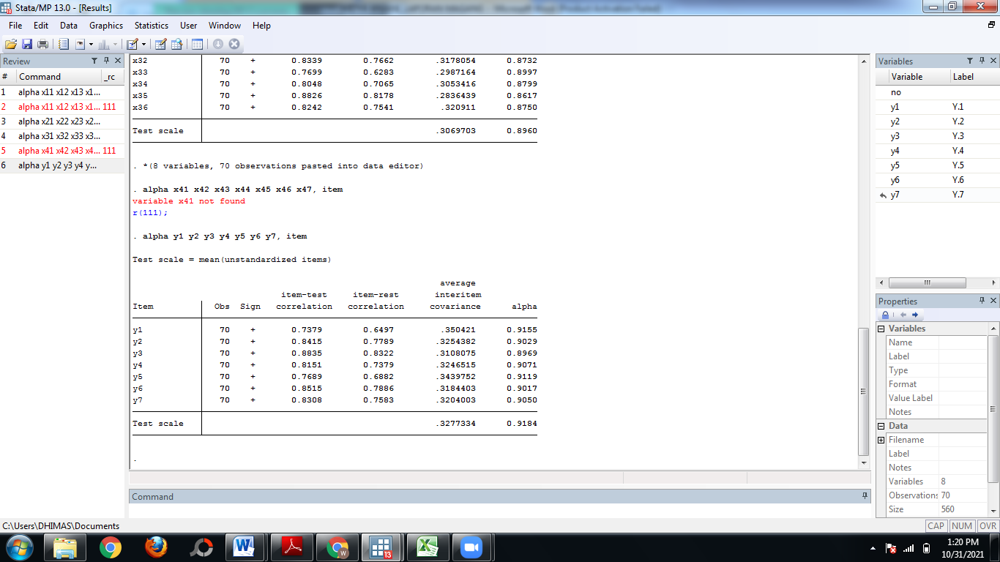 Stata/MP 13.0 - [Results]
File Edit Data Graphics Statistics User Window Help
Review
# Command _rc
1 alpha x11 x12 x13 x1...
2 alpha x11 x12 x13 x1... 111
3 alpha x21 x22 x23 x2...
4 alpha x31 x32 x33 x3...
5 alpha x41 x42 x43 x4... 111
6 alpha y1 y2 y3 y4 y...
x32 70 + 0.8339 0.7662 .3178054 0.8732
x33 70 + 0.7699 0.6283 .2987164 0.8997
x34 70 + 0.8048 0.7065 .3053416 0.8799
x35 70 + 0.8826 0.8178 .2836439 0.8617
x36 70 + 0.8242 0.7541 .320911 0.8750
Test scale .3069703 0.8960
. *(8 variables, 70 observations pasted into data editor)
. alpha x41 x42 x43 x44 x45 x46 x47, item
variable x41 not found
r(111);
. alpha y1 y2 y3 y4 y5 y6 y7, item
Test scale = mean(unstandardized items)
average
item-test item-rest interitem
Item Obs Sign correlation correlation covariance alpha
y1 70 + 0.7379 0.6497 .350421 0.9155
y2 70 + 0.8415 0.7789 .3254382 0.9029
y3 70 + 0.8835 0.8322 .3108075 0.8969
y4 70 + 0.8151 0.7379 .3246515 0.9071
y5 70 + 0.7689 0.6882 .3439752 0.9119
y6 70 + 0.8515 0.7886 .3184403 0.9017
y7 70 + 0.8308 0.7583 .3204003 0.9050
Test scale .3277334 0.9184
.
Command
Variables
Variable Label
no
y1 Y.1
y2 Y.2
y3 Y.3
y4 Y.4
y5 Y.5
y6 Y.6
y7 Y.7
Properties
Variables
Name
Label
Type
Format
Value Label
Notes
Data
Filename
Label
Notes
Variables 8
Observations 70
Size 560
C:\Users\DHIMAS\Documents
CAP NUM OVR
13
W
1:20 PM
10/31/2021